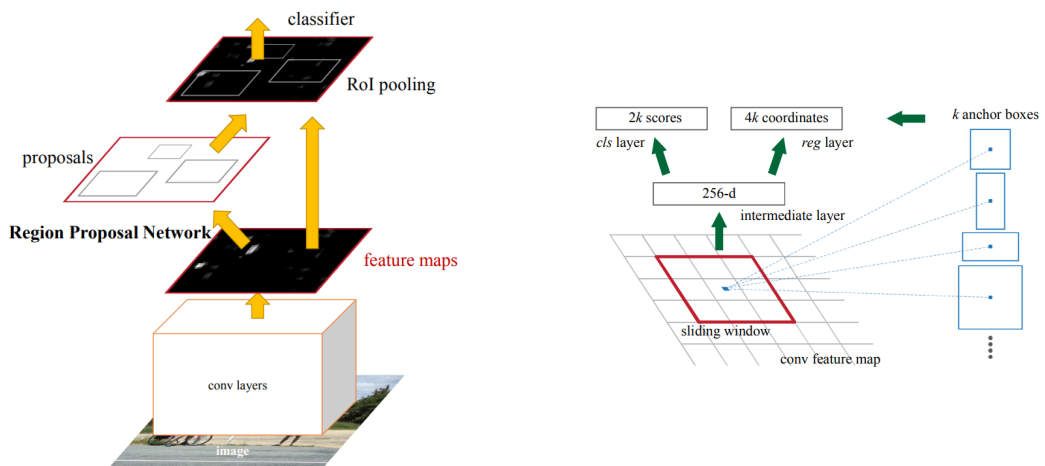 classifier
RoI pooling
proposals
Region Proposal Network
feature maps
conv layers
image
2k scores
4k coordinates
k anchor boxes
cls layer
reg layer
256-d
intermediate layer
sliding window
conv feature map